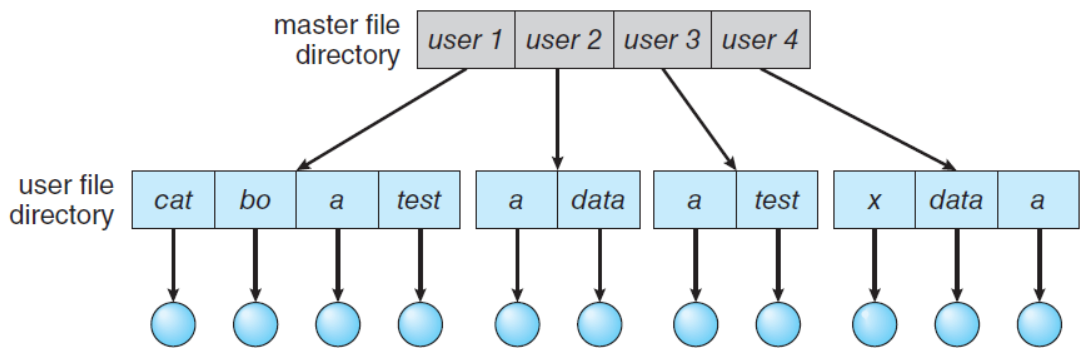 master file
directory
user 1 user 2 user 3 user 4
user file
directory
cat bo a test a data a test x data a